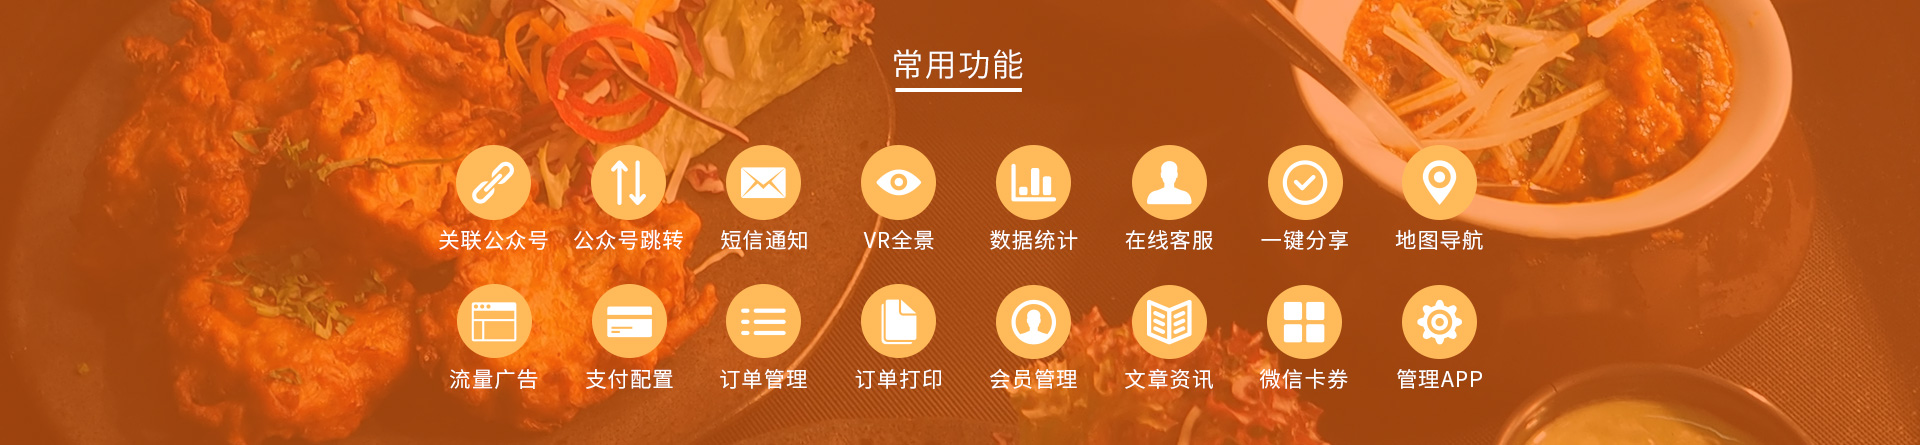 常用功能
关联公众号 公众号跳转 短信通知 VR全景 数据统计 在线客服 一键分享 地图导航
流量广告 支付配置 订单管理 订单打印 会员管理 文章资讯 微信卡券 管理APP